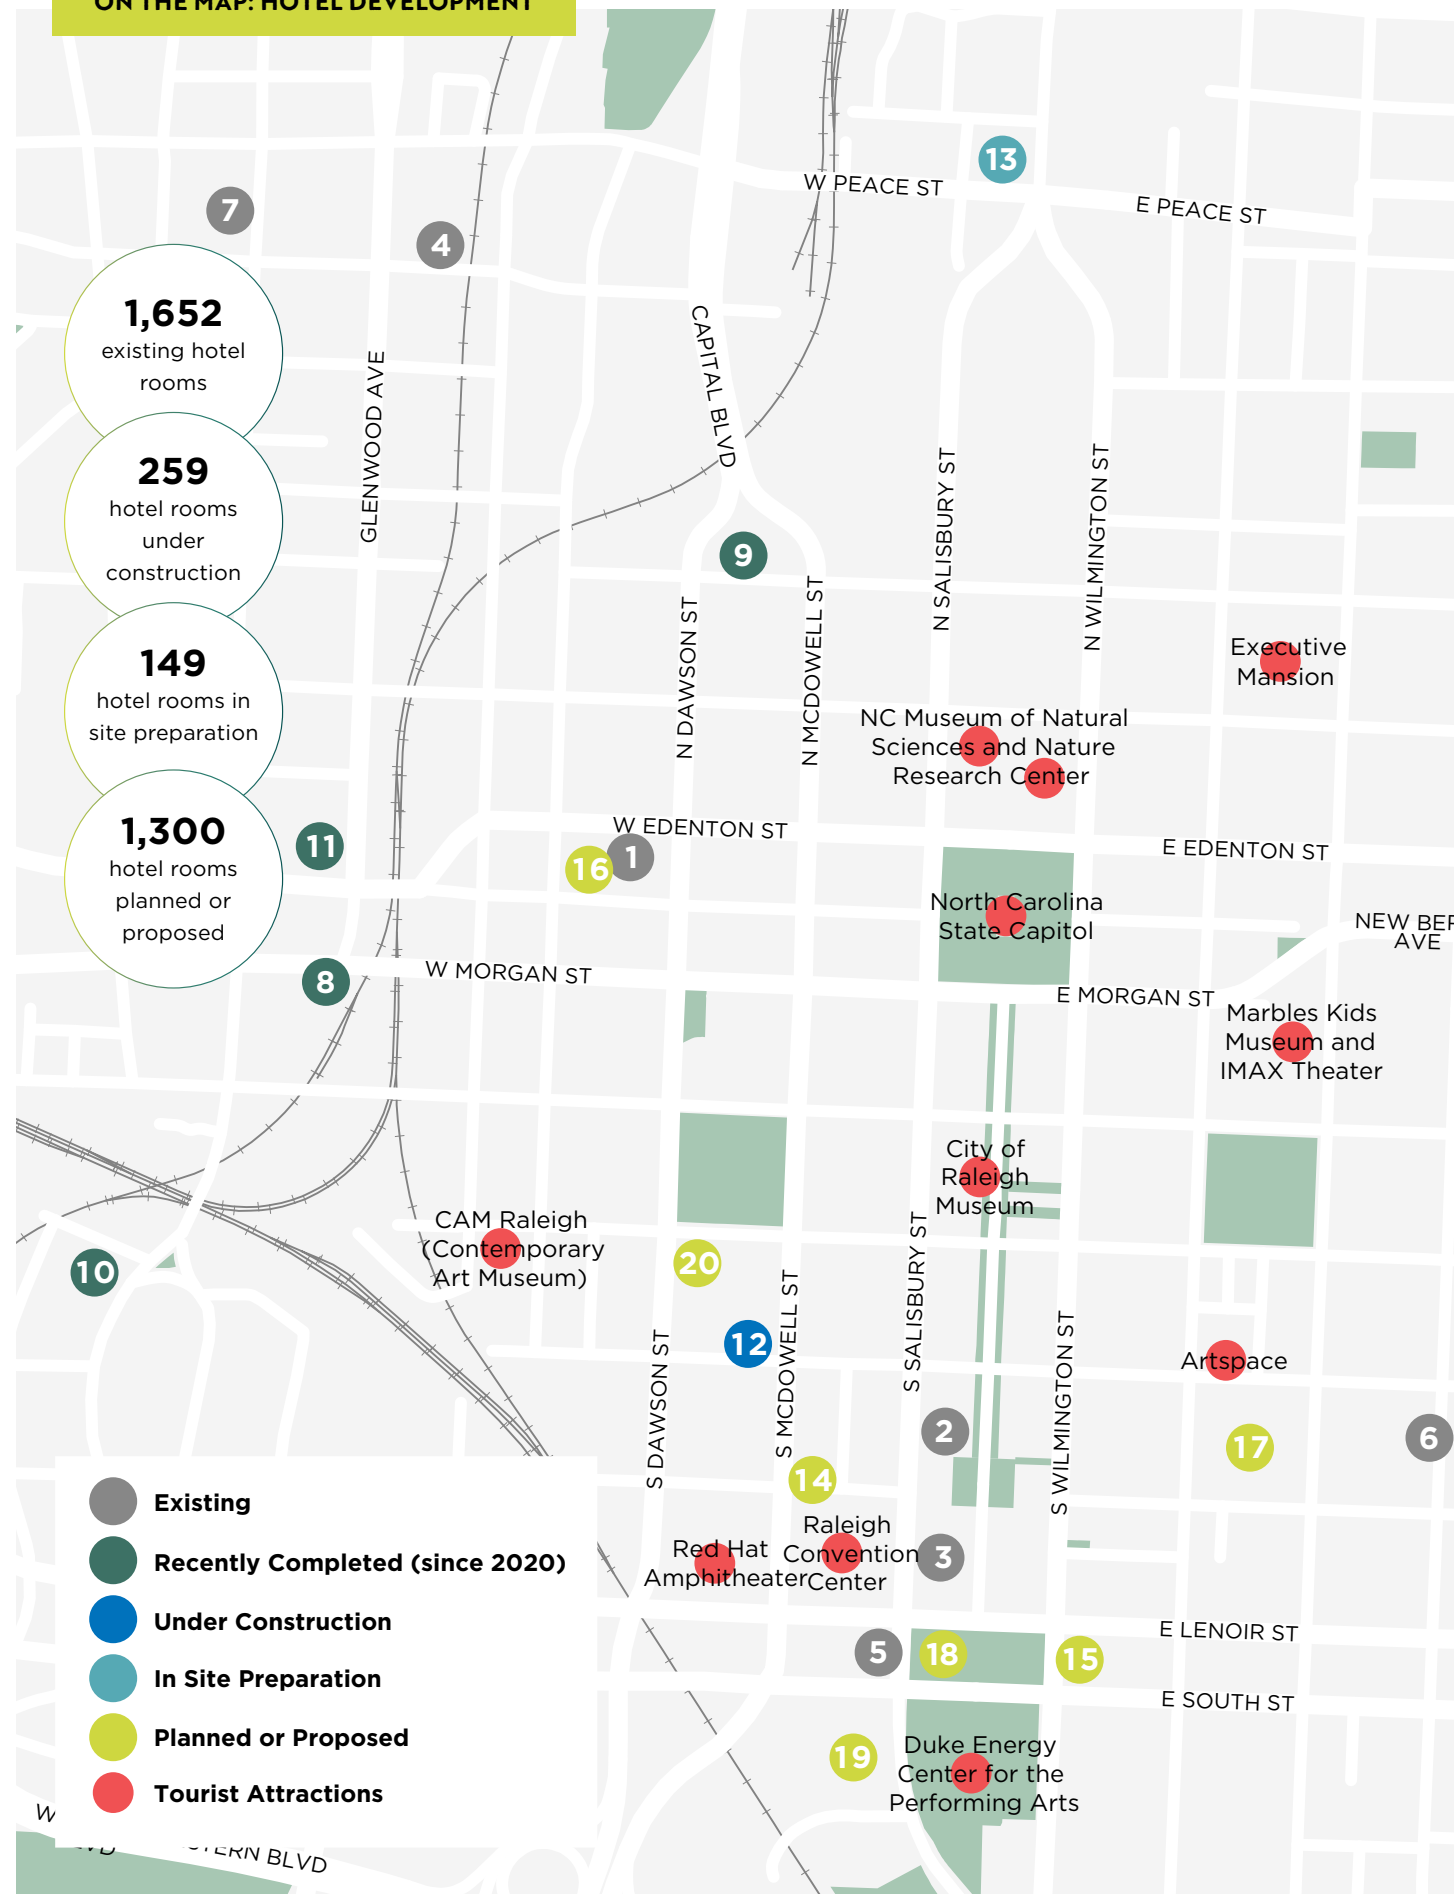 ON THE MAP: HOTEL DEVELOPMENT
13
W PEACE ST
E PEACE ST
7
4
1,652
existing hotel
rooms
CAPITAL BLVD
GLENWOOD AVE
259
hotel rooms
under
construction
N SALISBURY ST
N WILMINGTON ST
9
N DAWSON ST
N MCDOWELL ST
149
hotel rooms in
site preparation
Executive
Mansion
NC Museum of Natural
Sciences and Nature
Research Center
1,300
hotel rooms
planned or
proposed
11
W EDENTON ST
16
1
E EDENTON ST
North Carolina
State Capitol
AVE
8
W MORGAN ST
E MORGAN ST
Marbles Kids
Museum and
IMAX Theater
City of
Raleigh
Museum
CAM Raleigh
(Contemporary
Art Museum)
10
20
12
S DAWSON ST
S MCDOWELL ST
S SALISBURY ST
S WILMINGTON ST
Artspace
2
17
6
14
Raleigh
Convention
Center
Red Hat
Amphitheater
3
5
18
15
E LENOIR ST
E SOUTH ST
19
Duke Energy
Center for the
Performing Arts
Existing
Recently Completed (since 2020)
Under Construction
In Site Preparation
Planned or Proposed
Tourist Attractions
W
BLVD